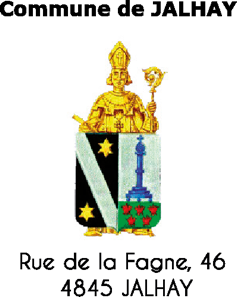 Commune de JALHAY
Rue de la Fagne, 46
4845 JALHAY